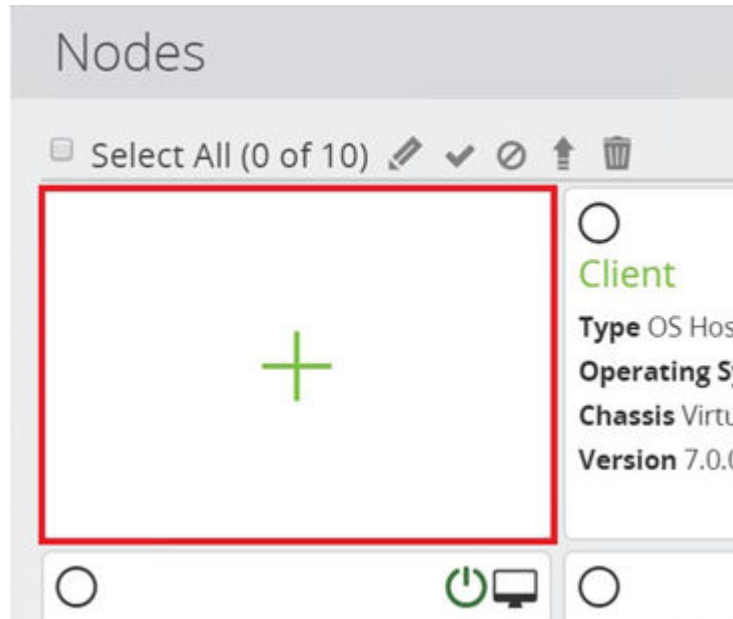 Nodes
Select All (0 of 10)
Client
Type OS Hos
Operating Sy
Chassis Virtu
Version 7.0.0